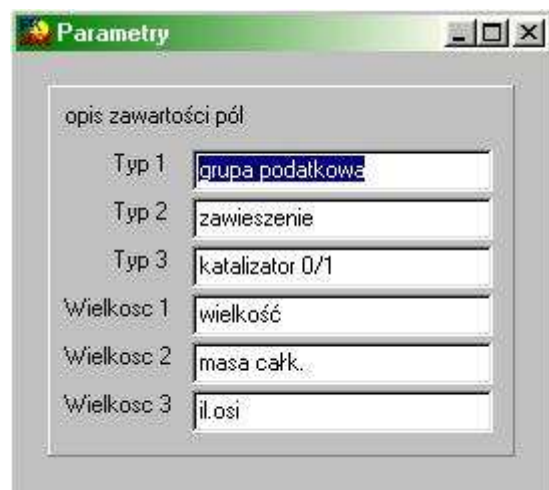 Parametry
opis zawartości pól
Typ 1 grupa podatkowa
Typ 2 zawieszenie
Typ 3 katalizator 0/1
Wielkosc 1 wielkość
Wielkosc 2 masa całk.
Wielkosc 3 il.osi